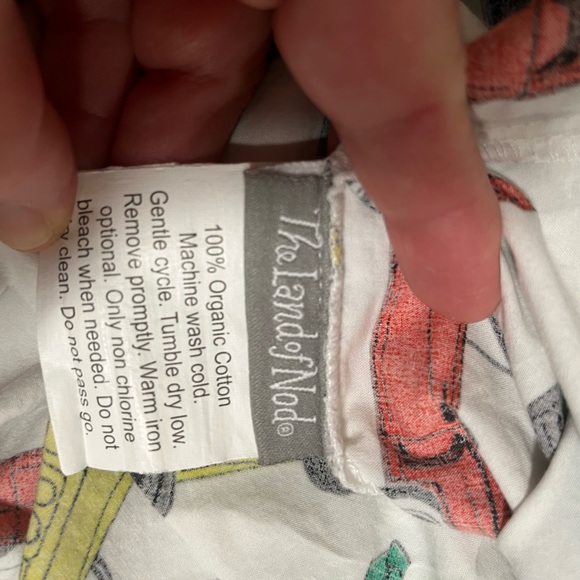 The Land of Nod®
100% Organic Cotton
Machine wash cold.
Gentle cycle. Tumble dry low.
Remove promptly. Warm iron
optional. Only non chlorine
bleach when needed. Do not
clean. Do not pass go.